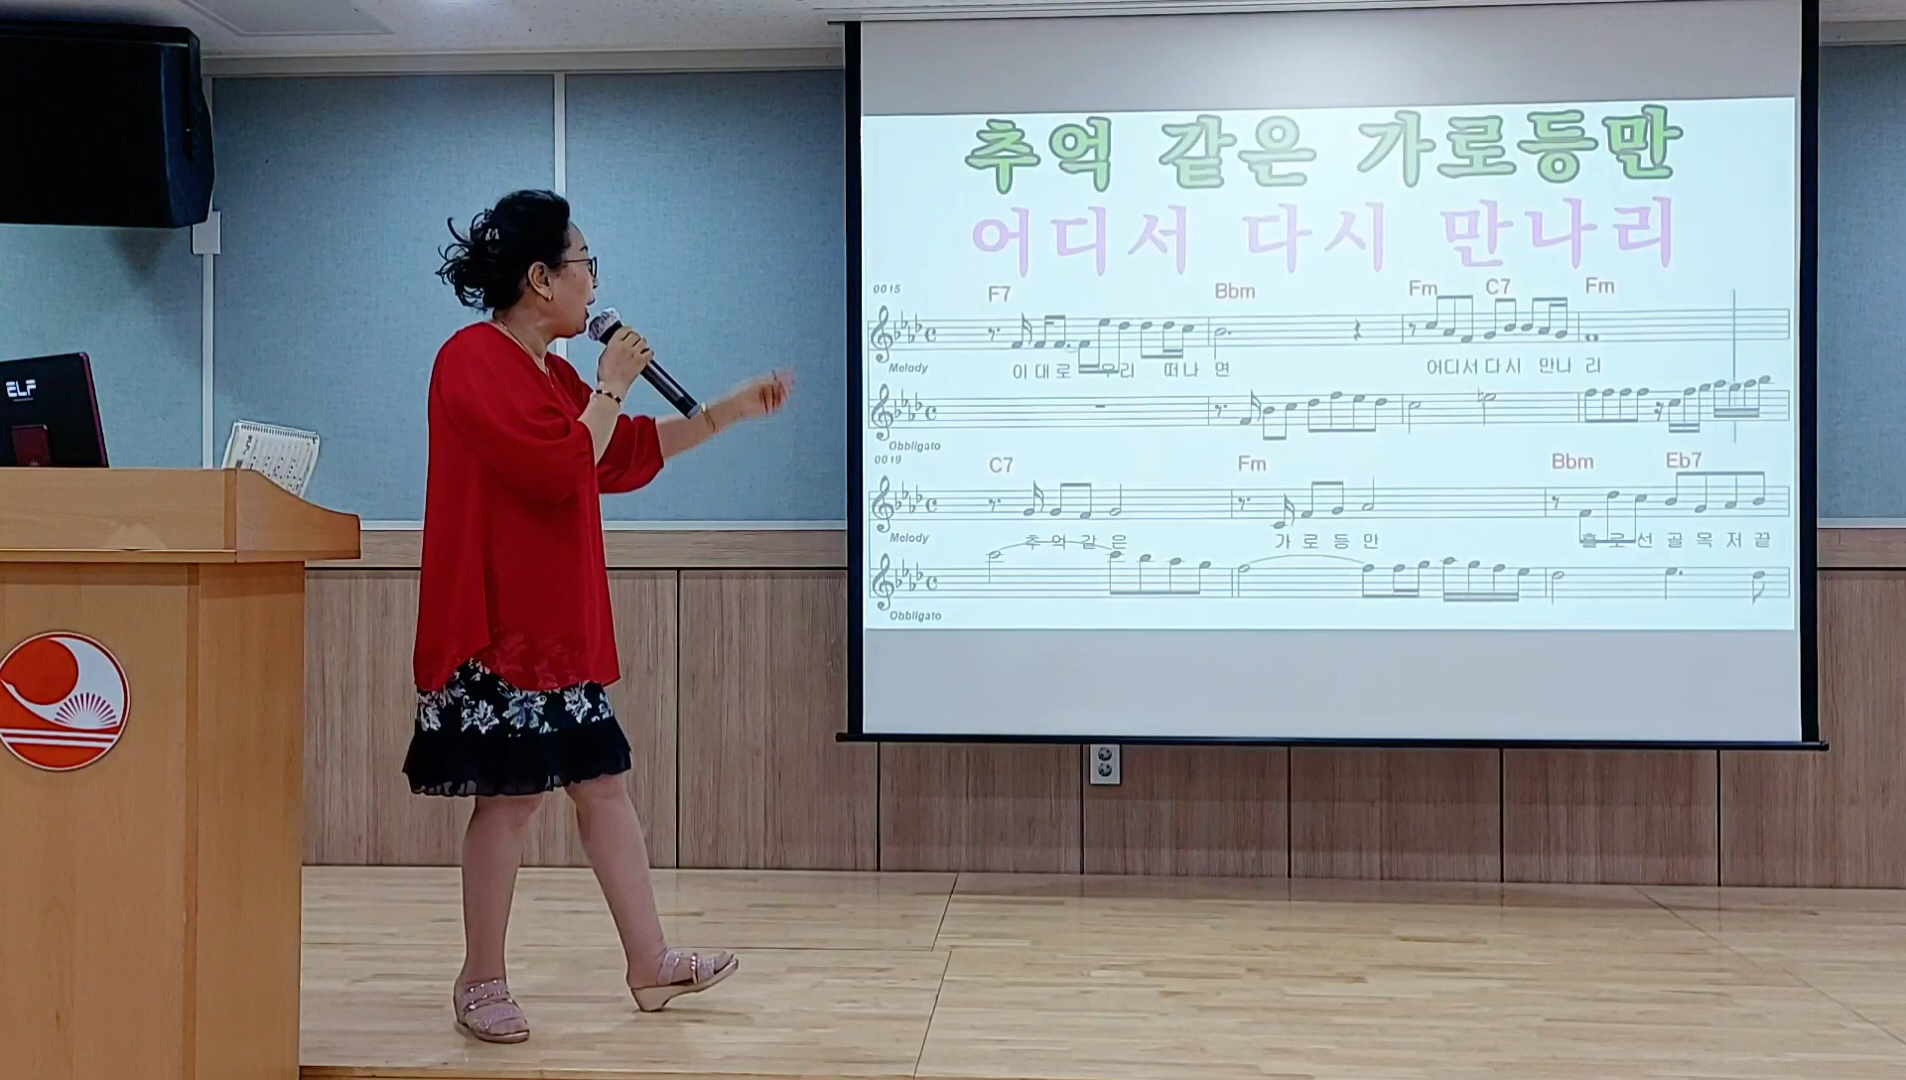 추억 같은 가로등만
어디서 다시 만나리
0015 F7 Bbm Fm C7 Fm
Melody 이 대 로 우리 떠나 면 어디서 다시 만나 리
Obbligato
0019 C7 Fm Bbm Eb7
Melody 추 억 같 은 가 로 등 만 흘 로 선 골 목 저 끝
Obbligato
ELF